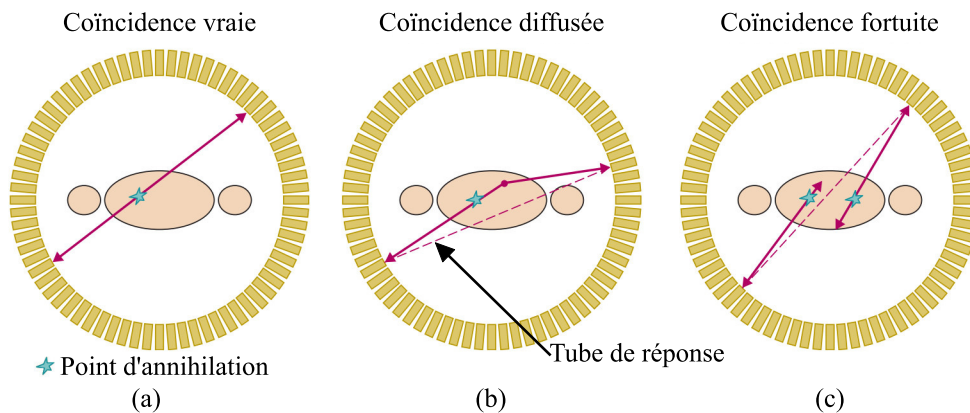 Coïncidence vraie
Coïncidence diffusée
Coïncidence fortuite
Tube de réponse
Point d'annihilation
(a)
(b)
(c)